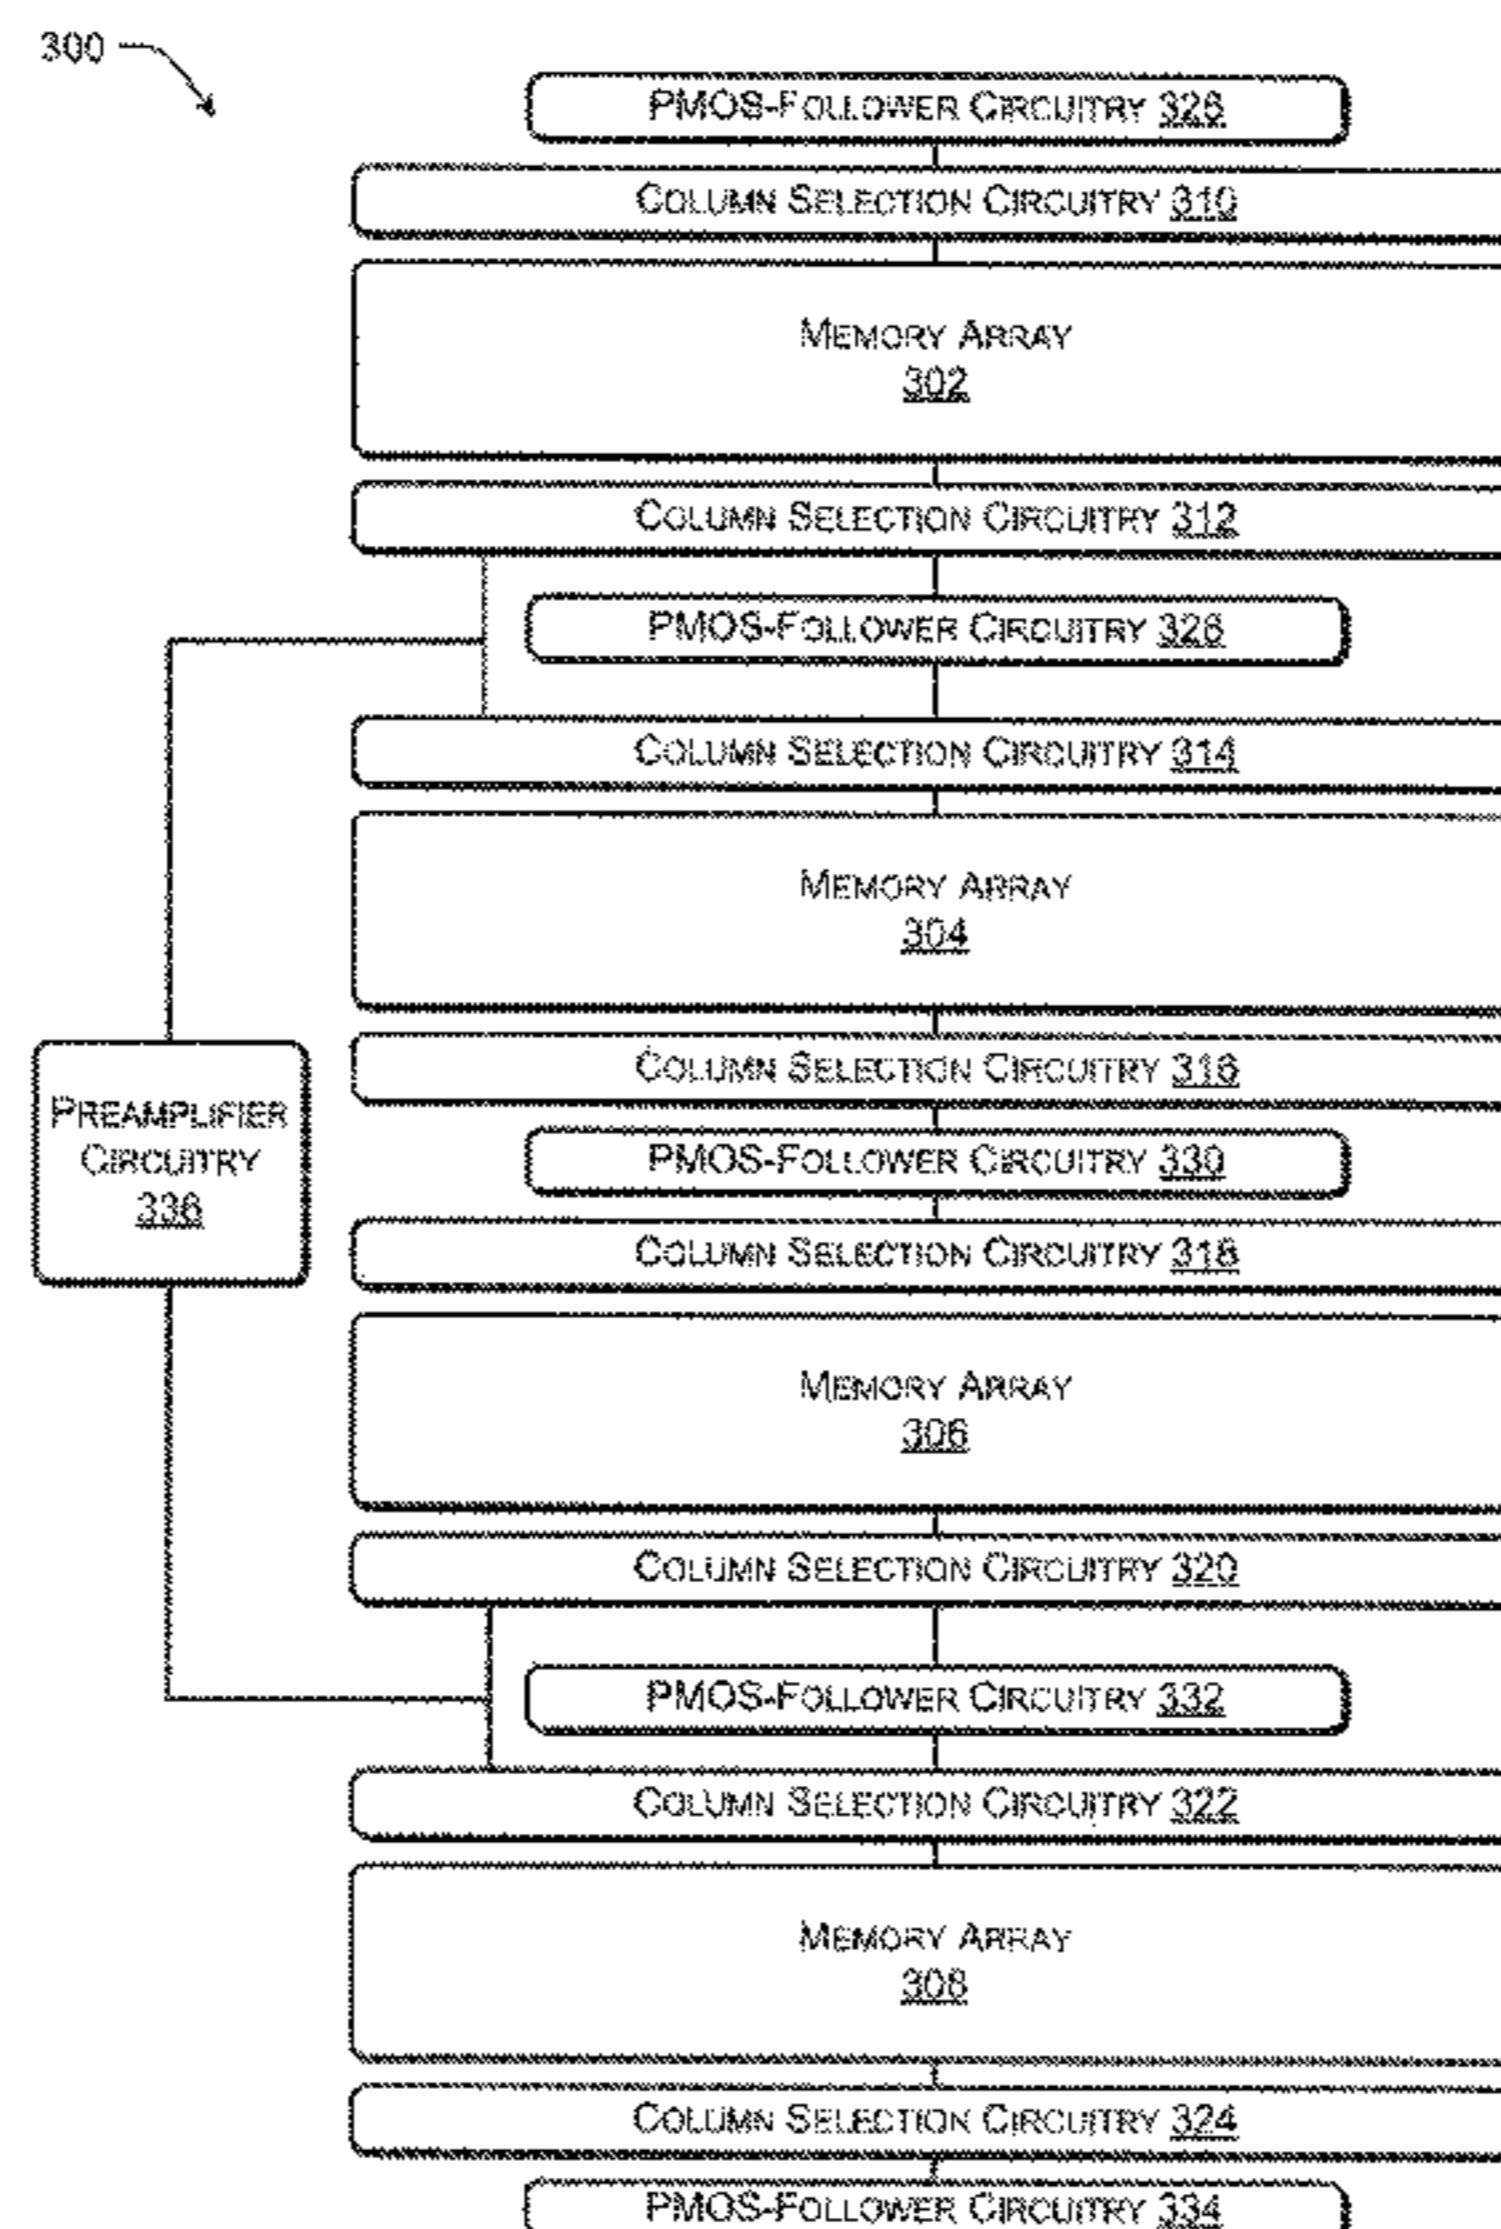 300
PMOS-FOLLOWER CIRCUITRY 326
COLUMN SELECTION CIRCUITRY 310
MEMORY ARRAY
302
COLUMN SELECTION CIRCUITRY 312
PMOS-FOLLOWER CIRCUITRY 328
COLUMN SELECTION CIRCUITRY 314
MEMORY ARRAY
304
COLUMN SELECTION CIRCUITRY 316
PREAMPLIFIER
CIRCUITRY
336
PMOS-FOLLOWER CIRCUITRY 330
COLUMN SELECTION CIRCUITRY 318
MEMORY ARRAY
306
COLUMN SELECTION CIRCUITRY 320
PMOS-FOLLOWER CIRCUITRY 332
COLUMN SELECTION CIRCUITRY 322
MEMORY ARRAY
308
COLUMN SELECTION CIRCUITRY 324
PMOS-FOLLOWER CIRCUITRY 334